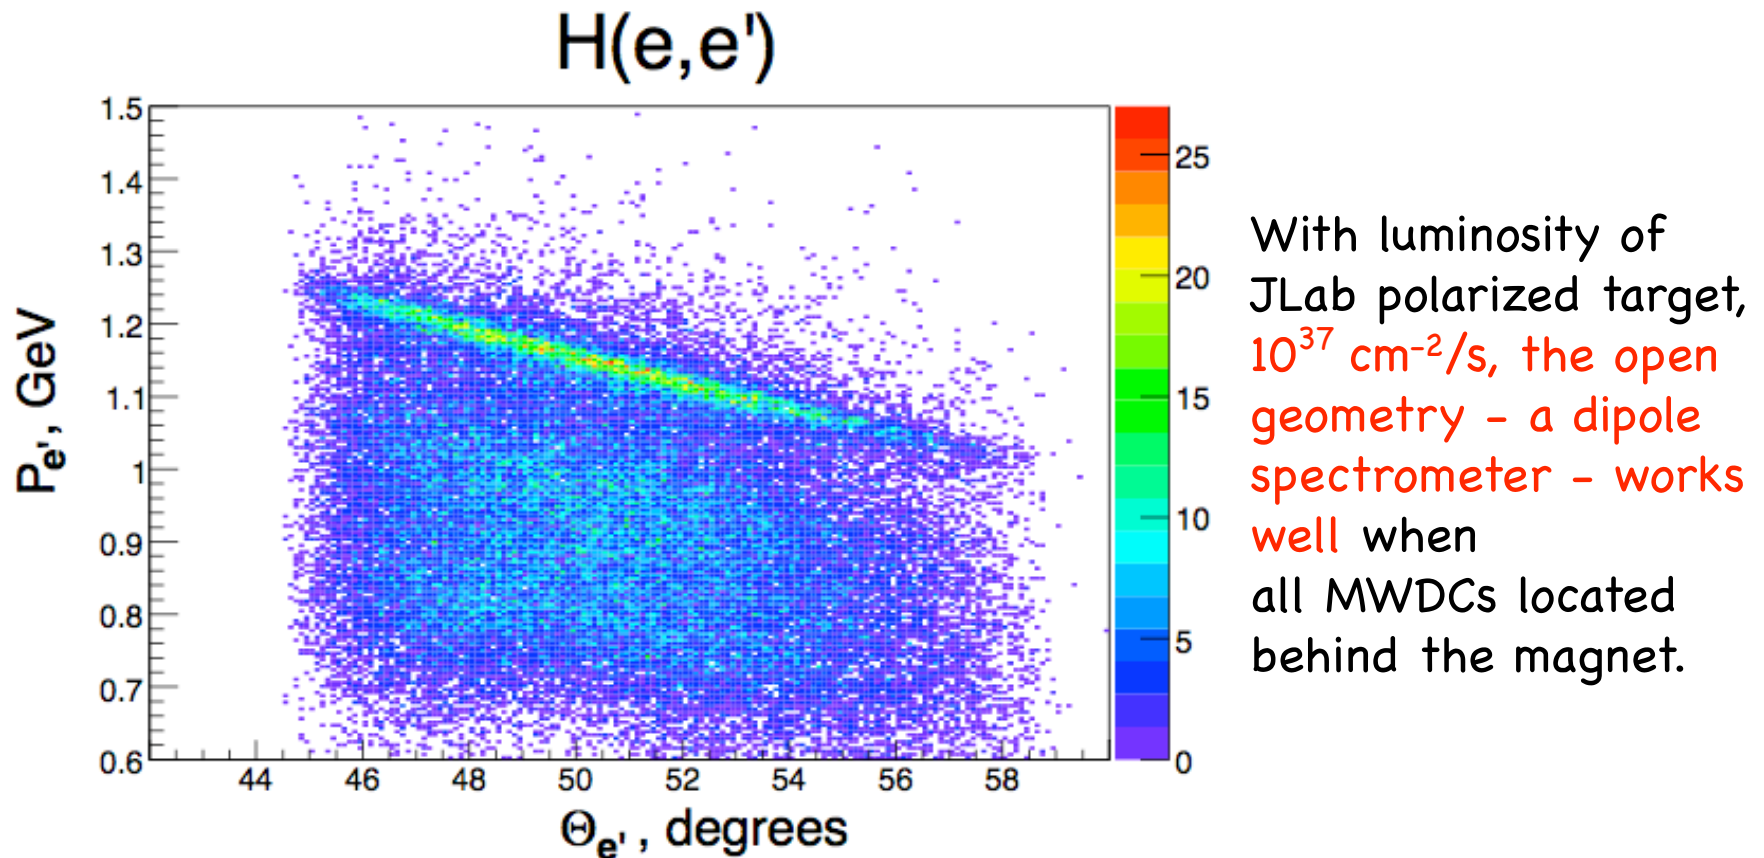 H(e,e')
1.5
1.4
1.3
1.2
1.1
1
0.9
0.8
0.7
0.6
P_e', GeV
44 46 48 50 52 54 56 58
Θ_e' , degrees
25
20
15
10
5
0
With luminosity of
JLab polarized target,
10³⁷ cm⁻²/s, the open
geometry – a dipole
spectrometer – works
well when
all MWDCs located
behind the magnet.